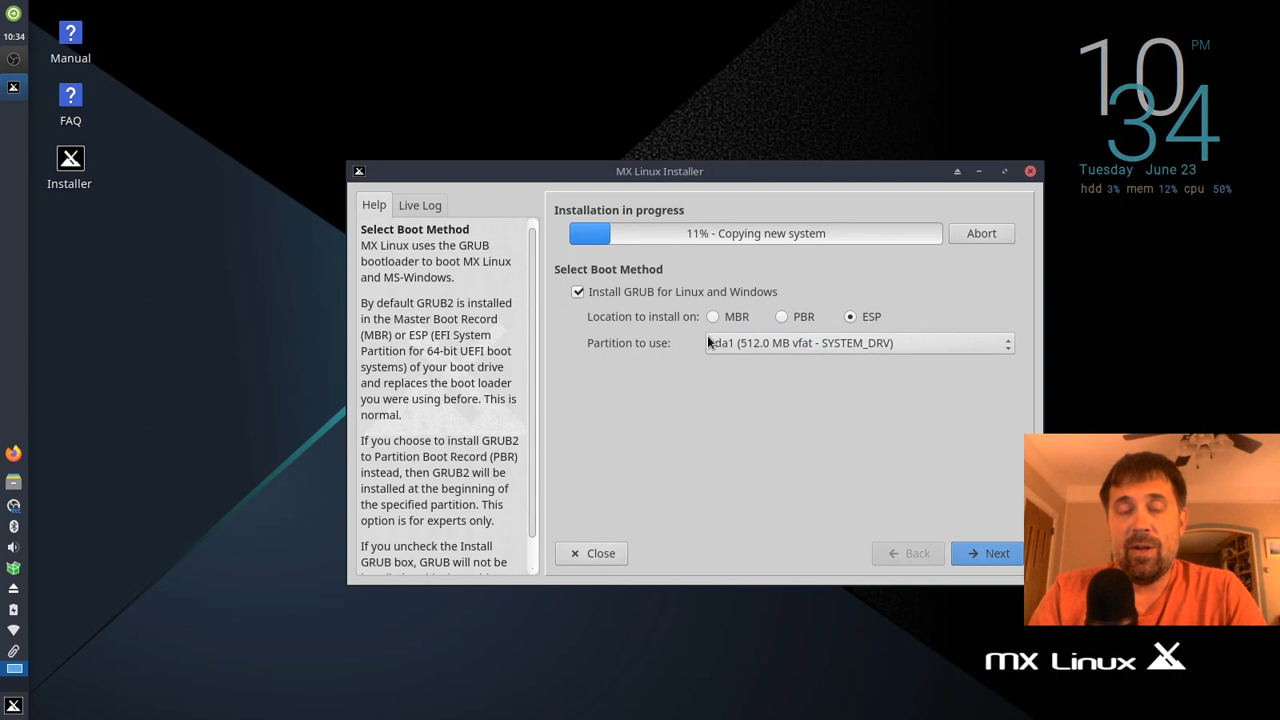 10:34
Manual
FAQ
Installer
10
PM
34
Tuesday June 23
hdd 3% mem 12% cpu 50%
MX Linux Installer
Help
Live Log
Select Boot Method
MX Linux uses the GRUB
bootloader to boot MX Linux
and MS-Windows.
By default GRUB2 is installed
in the Master Boot Record
(MBR) or ESP (EFI System
Partition for 64-bit UEFI boot
systems) of your boot drive
and replaces the boot loader
you were using before. This is
normal.
If you choose to install GRUB2
to Partition Boot Record (PBR)
instead, then GRUB2 will be
installed at the beginning of
the specified partition. This
option is for experts only.
If you uncheck the Install
GRUB box, GRUB will not be
Installation in progress
11% - Copying new system
Abort
Select Boot Method
Install GRUB for Linux and Windows
Location to install on:
MBR
PBR
ESP
Partition to use:
(512.0 MB vfat - SYSTEM_DRV)
Close
Back
Next
MX Linux